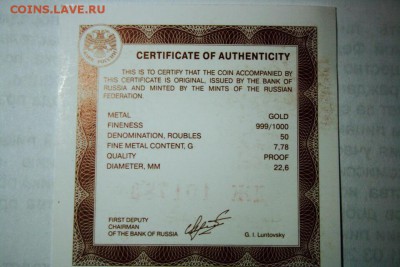 COINS.LAVE.RU
CERTIFICATE OF AUTHENTICITY
THIS IS TO CERTIFY THAT THE COIN ACCOMPANIED BY
THIS CERTIFICATE IS ORIGINAL, ISSUED BY THE BANK OF
RUSSIA AND MINTED BY THE MINTS OF THE RUSSIAN
FEDERATION.
METAL GOLD
FINENESS 999/1000
DENOMINATION, ROUBLES 50
FINE METAL CONTENT, G 7,78
QUALITY PROOF
DIAMETER, MM 22,6
FIRST DEPUTY
CHAIRMAN
OF THE BANK OF RUSSIA G. I. Luntovsky